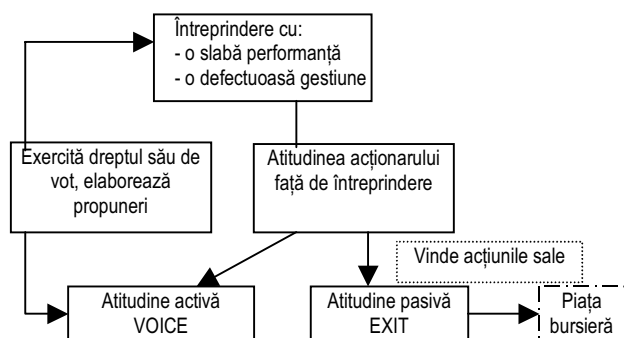 Întreprindere cu:
- o slabă performanță
- o defectuoasă gestiune
Exercită dreptul său de
vot, elaborează
propuneri
Atitudinea acționarului
față de întreprindere
Vinde acțiunile sale
Atitudine activă
VOICE
Atitudine pasivă
EXIT
Piața
bursieră